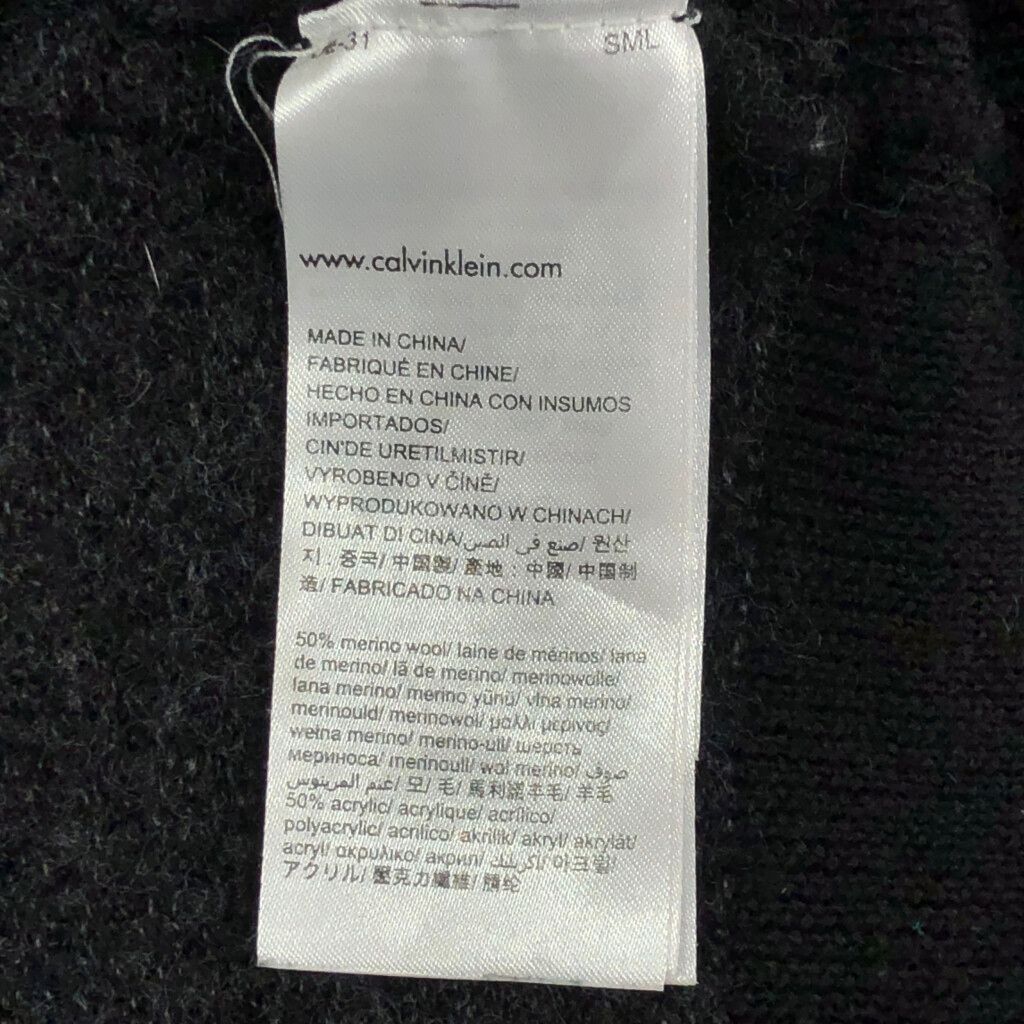 -31
SML
www.calvinklein.com
MADE IN CHINA/
FABRIQUÉ EN CHINE/
HECHO EN CHINA CON INSUMOS
IMPORTADOS/
CIN'DE URETILMISTIR/
VYROBENO V ČÍNĚ/
WYPRODUKOWANO W CHINACH/
DIBUAT DI CINA/صنع في الصين/ 원산
지 : 중국/ 中国製/ 產地 : 中國/ 中国制
造/ FABRICADO NA CHINA
50% merino wool/ laine de mérinos/ lana
de merino/ lã de merino/ merinowolle/
lana merino/ merino yünü/ vlna merino/
merinould/ merinowol/ μαλλι μερινος/
wełna merino/ merino-ull/ шерсть
мериноса/ merinoull/ wol merino/ صوف
غنم المرينوس/ 모/ 毛/ 馬利諾羊毛/ 羊毛
50% acrylic/ acrylique/ acrílico/
polyacrylic/ acrilico/ akrilik/ akryl/ akrylát/
acryl/ ακρυλικο/ акрил/ أكريليك/ 아크릴/
アクリル/ 壓克力纖維/ 腈纶